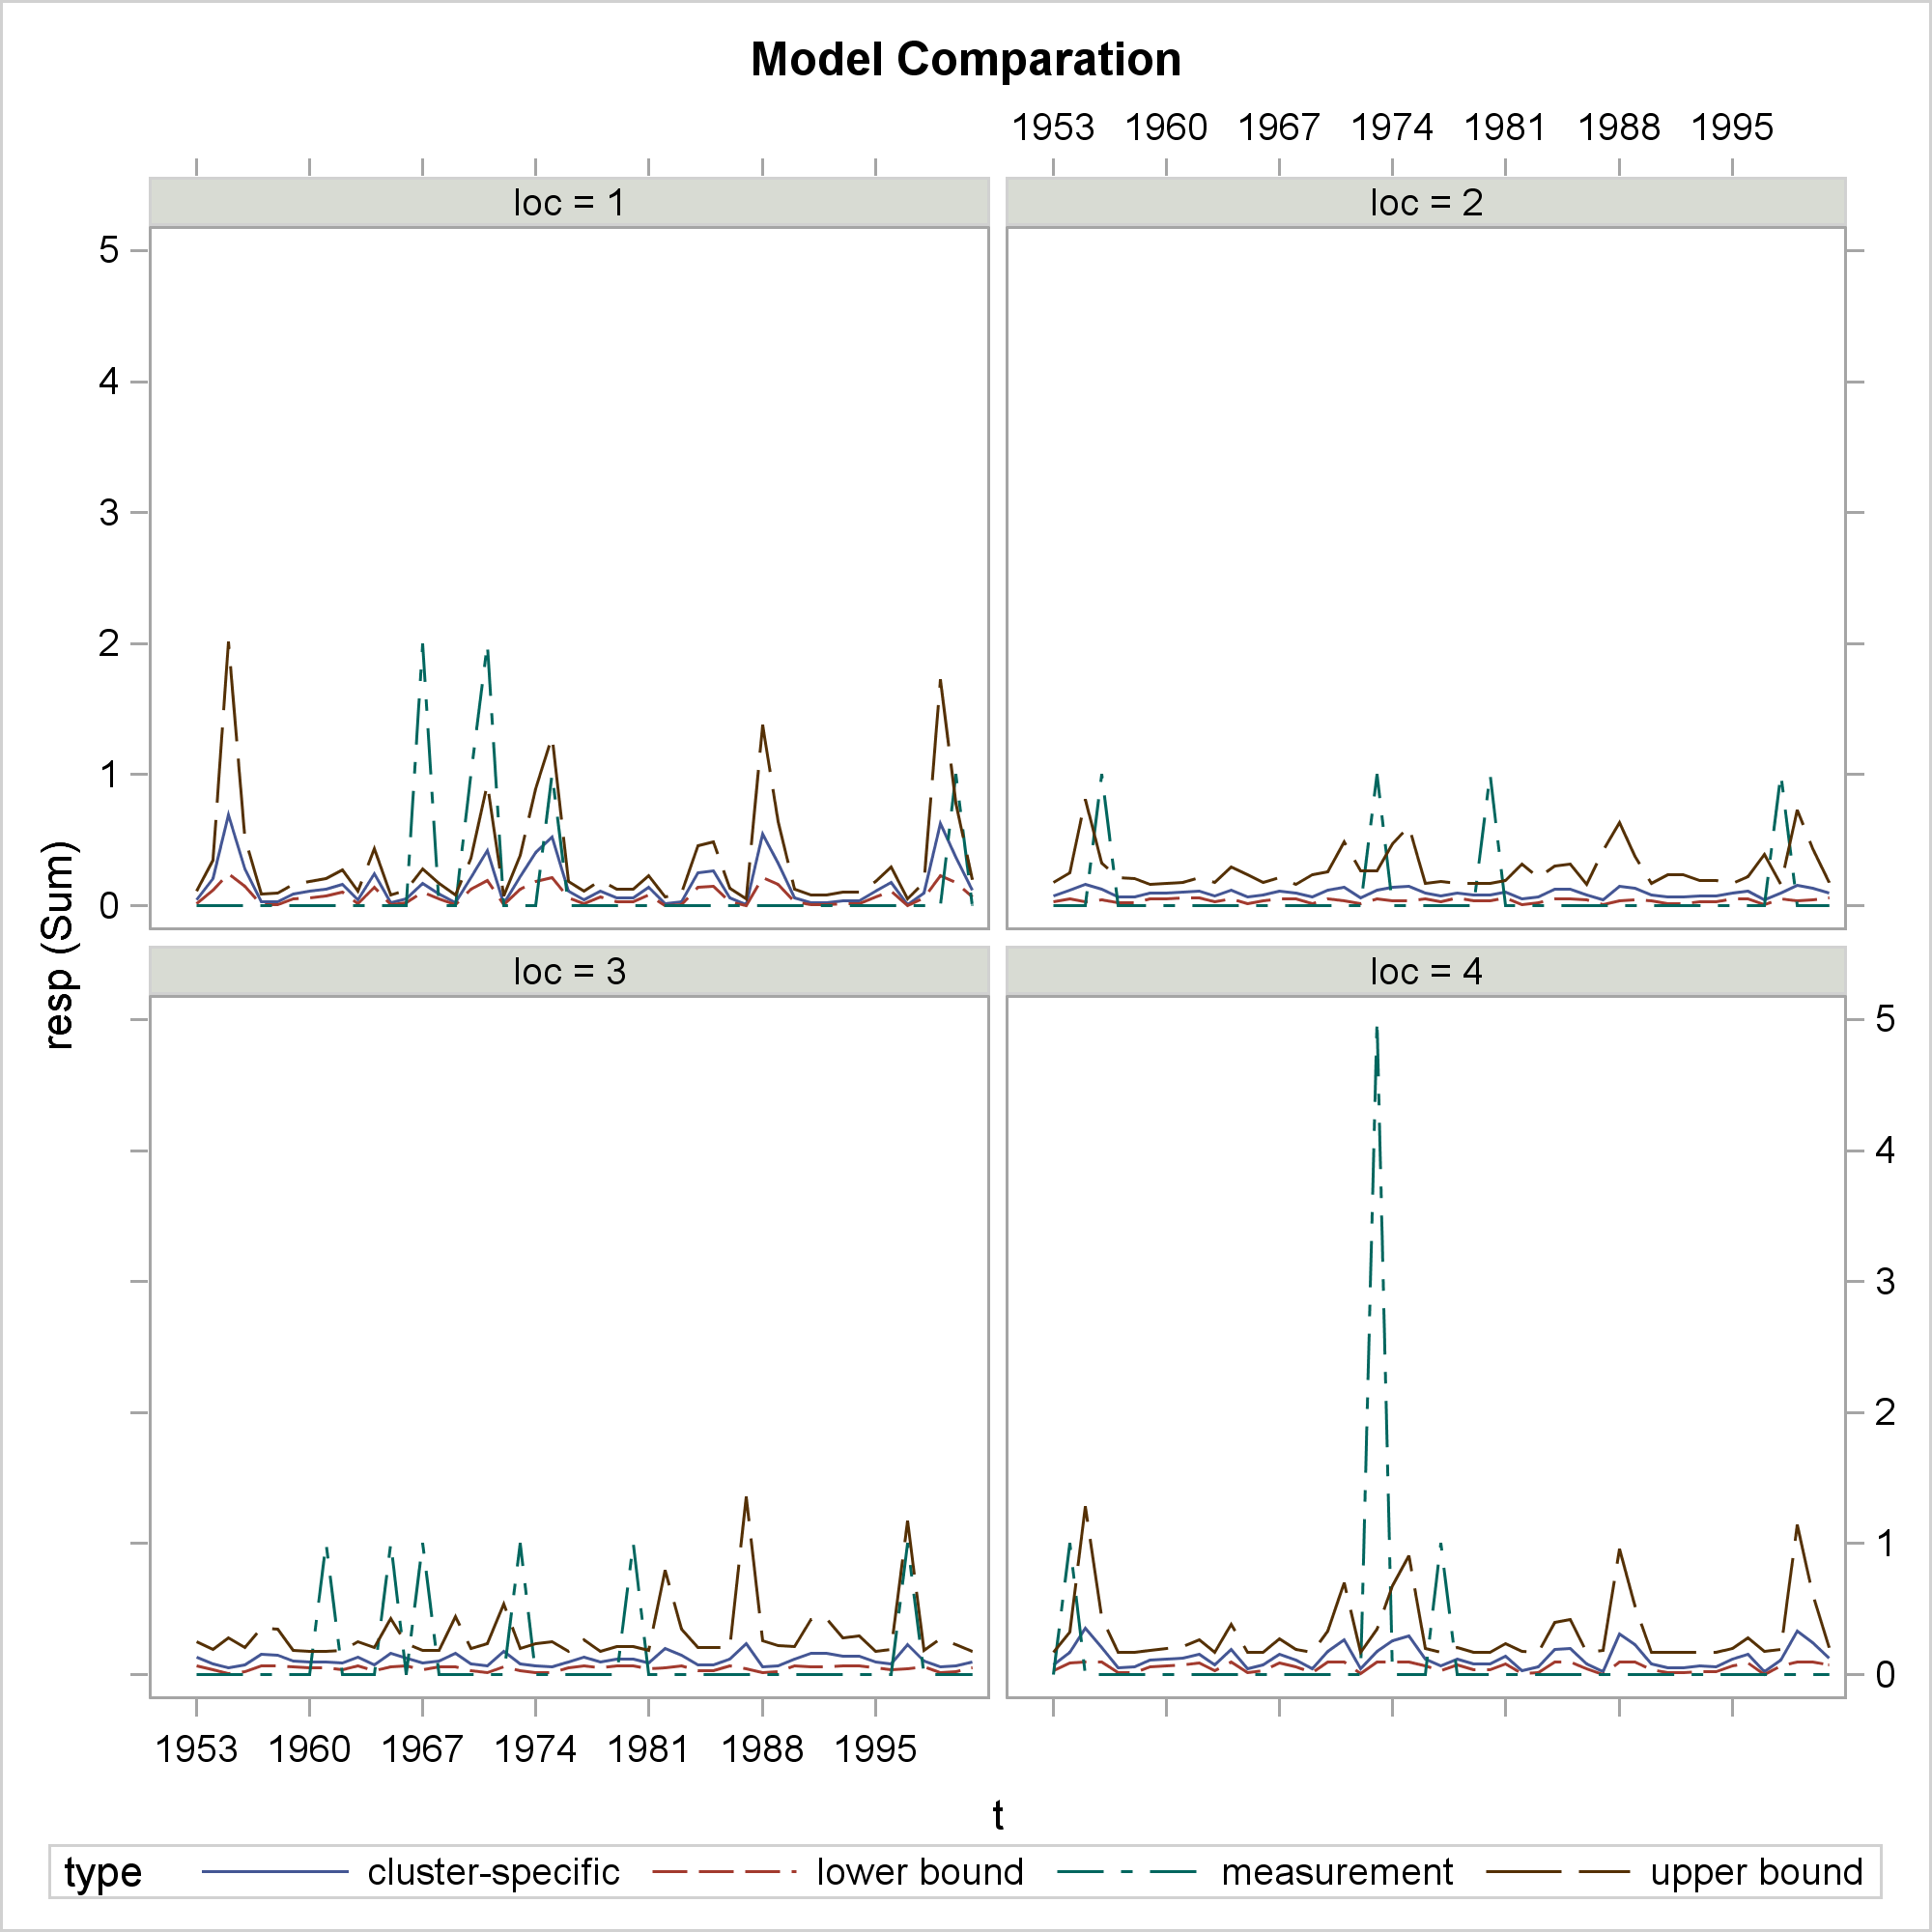 Model Comparation
1953 1960 1967 1974 1981 1988 1995
loc = 1
loc = 2
5
4
3
2
1
0
resp (Sum)
loc = 3
loc = 4
5
4
3
2
1
0
1953 1960 1967 1974 1981 1988 1995
t
type cluster-specific lower bound measurement upper bound